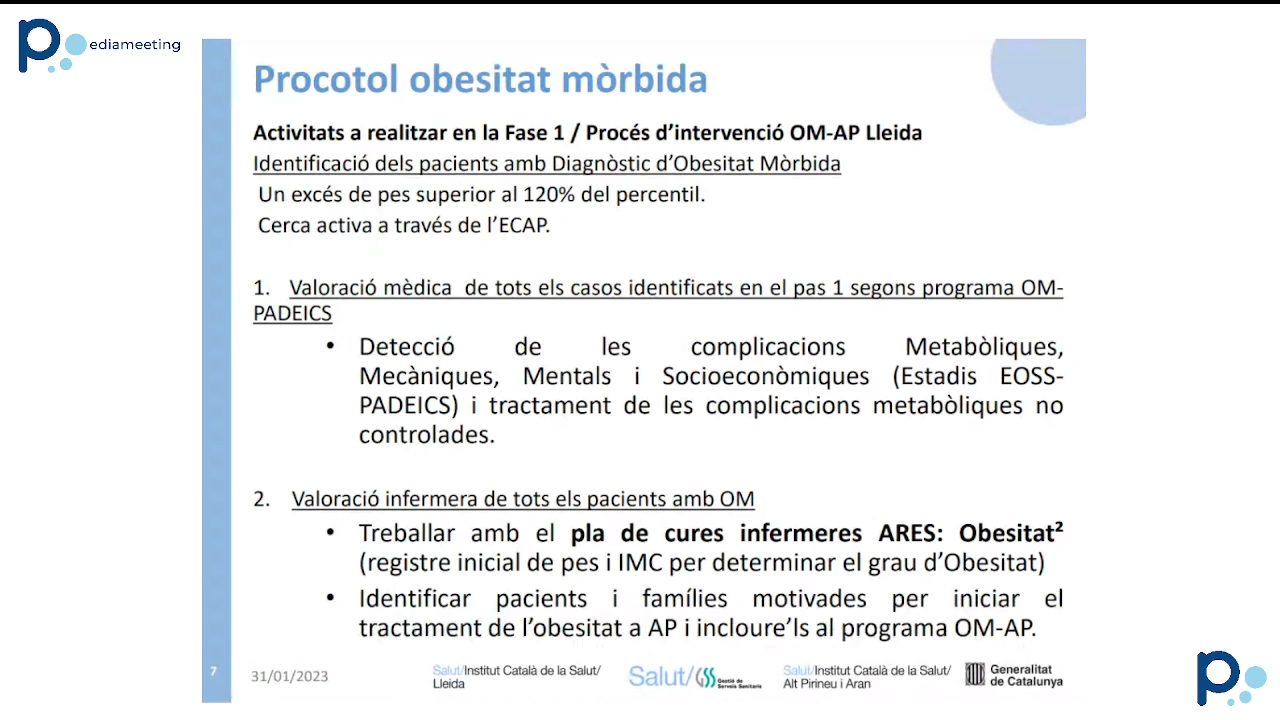 ediameeting
Procotol obesitat mòrbida
Activitats a realitzar en la Fase 1 / Procés d'intervenció OM-AP Lleida
Identificació dels pacients amb Diagnòstic d'Obesitat Mòrbida
Un excés de pes superior al 120% del percentil.
Cerca activa a través de l'ECAP.
1. Valoració mèdica de tots els casos identificats en el pas 1 segons programa OM-
PADEICS
• Detecció de les complicacions Metabòliques,
Mecàniques, Mentals i Socioeconòmiques (Estadis EOSS-
PADEICS) i tractament de les complicacions metabòliques no
controlades.
2. Valoració infermera de tots els pacients amb OM
• Treballar amb el pla de cures infermeres ARES: Obesitat²
(registre inicial de pes i IMC per determinar el grau d'Obesitat)
• Identificar pacients i famílies motivades per iniciar el
tractament de l'obesitat a AP i incloure'ls al programa OM-AP.
7
31/01/2023
Salut/Institut Català de la Salut/
Lleida
Salut/
Gestió de
Serveis Sanitaris
Salut/Institut Català de la Salut/
Alt Pirineu i Aran
Generalitat
de Catalunya